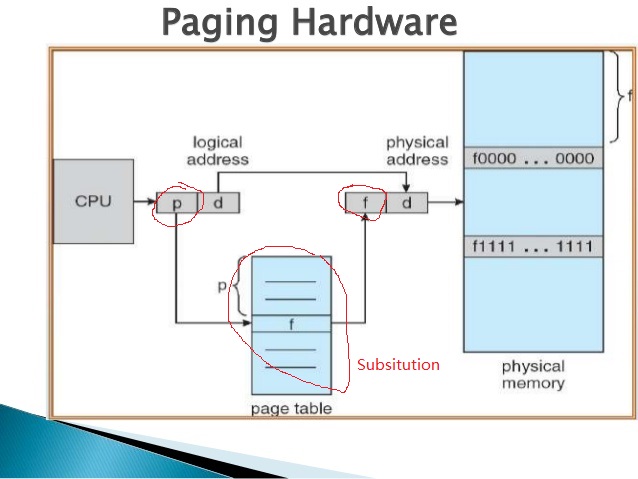 Paging Hardware
logical
address
physical
address
f
f0000 ... 0000
CPU
p
d
f
d
f1111 ... 1111
p
f
Subsitution
physical
memory
page table